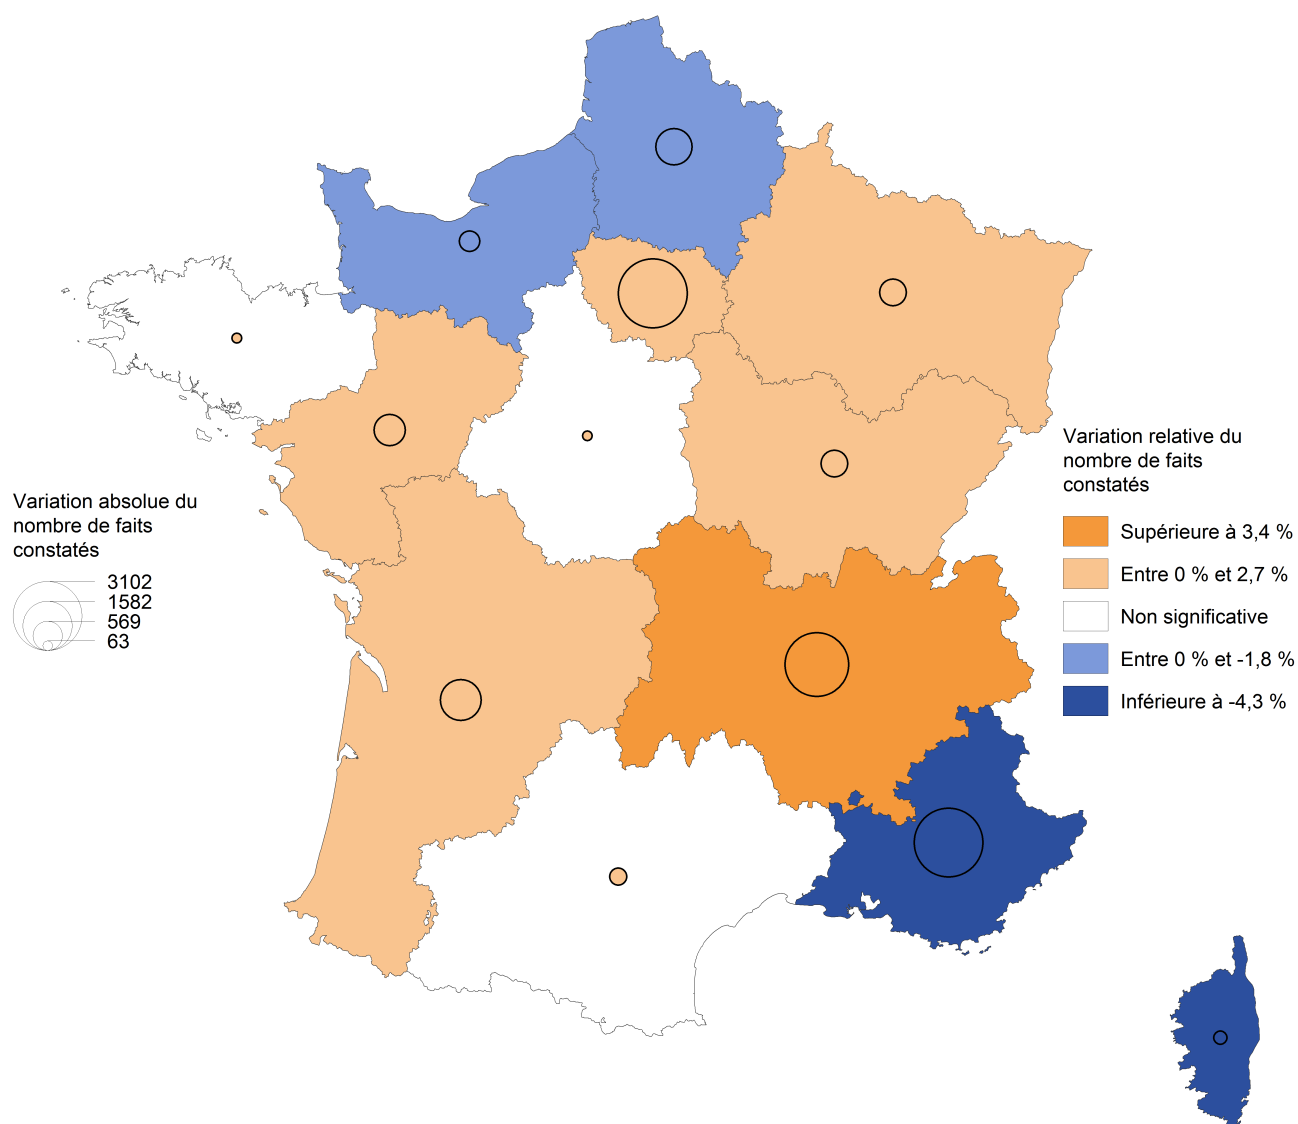 Variation relative du
nombre de faits
constatés
Supérieure à 3,4 %
Entre 0 % et 2,7 %
Non significative
Entre 0 % et -1,8 %
Inférieure à -4,3 %
Variation absolue du
nombre de faits
constatés
3102
1582
569
63